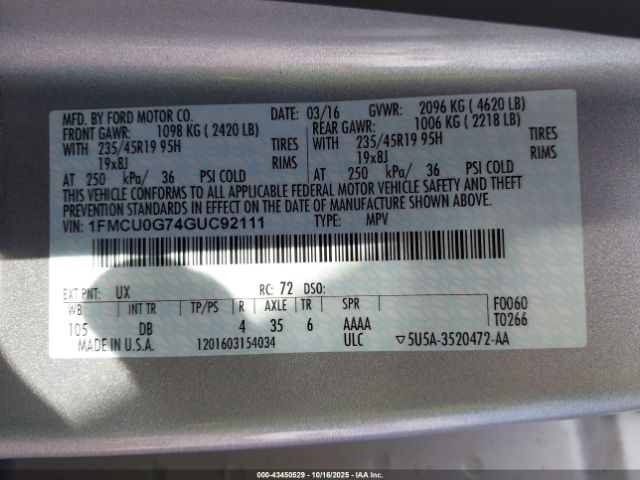 MFD. BY FORD MOTOR CO. DATE: 03/16 GVWR: 2096 KG ( 4620 LB)
FRONT GAWR: 1098 KG ( 2420 LB) REAR GAWR: 1006 KG ( 2218 LB)
WITH 235/45R19 95H TIRES WITH 235/45R19 95H TIRES
19x8J RIMS 19x8J RIMS
AT 250 kPa/ 36 PSI COLD AT 250 kPa/ 36 PSI COLD
THIS VEHICLE CONFORMS TO ALL APPLICABLE FEDERAL MOTOR VEHICLE SAFETY AND THEFT
PREVENTION STANDARDS IN EFFECT ON THE DATE OF MANUFACTURE SHOWN ABOVE.
VIN: 1FMCU0G74GUC92111 TYPE: MPV
EXT PNT: UX RC: 72 DSO:
WB INT TR TP/PS R AXLE TR SPR F0060
105 DB 4 35 6 AAAA T0266
MADE IN U.S.A. 1201603154034 ULC ▽5U5A-3520472-AA
000-43450529 - 10/16/2025 - IAA, Inc.